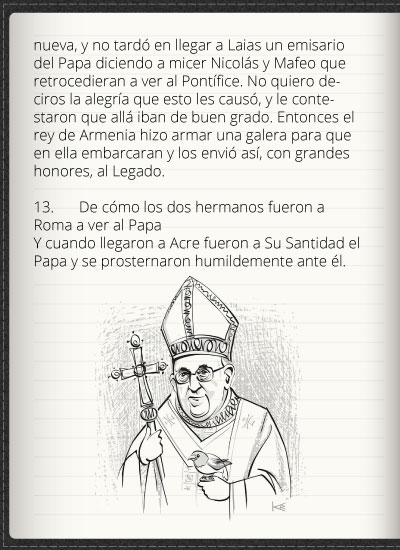 nueva, y no tardó en llegar a Laias un emisario
del Papa diciendo a micer Nicolás y Mafeo que
retrocedieran a ver al Pontífice. No quiero de-
ciros la alegría que esto les causó, y le conte-
staron que allá iban de buen grado. Entonces el
rey de Armenia hizo armar una galera para que
en ella embarcaran y los envió así, con grandes
honores, al Legado.
13. De cómo los dos hermanos fueron a
Roma a ver al Papa
Y cuando llegaron a Acre fueron a Su Santidad el
Papa y se prosternaron humildemente ante él.